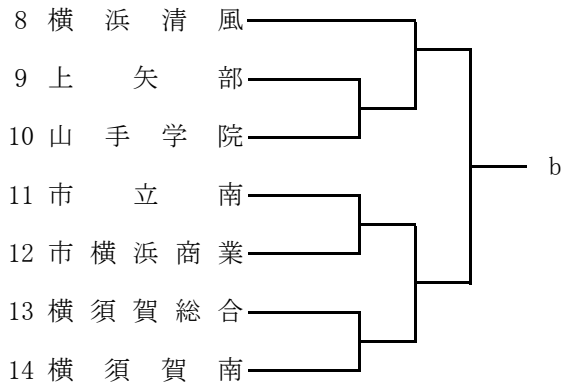 8 横浜清風
9 上矢部
10 山手学院
11 市立南
12 市横浜商業
13 横須賀総合
14 横須賀南
b